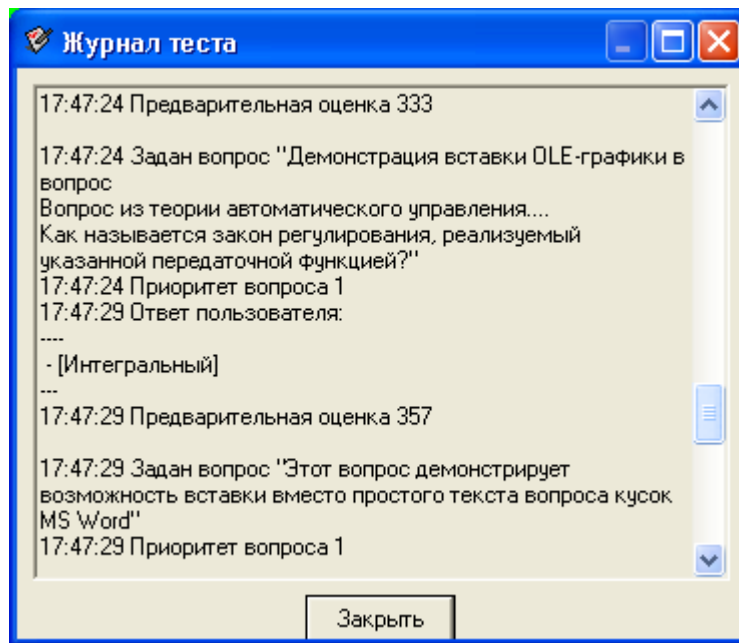 Журнал теста
17:47:24 Предварительная оценка 333
17:47:24 Задан вопрос "Демонстрация вставки OLE-графики в
вопрос
Вопрос из теории автоматического управления....
Как называется закон регулирования, реализуемый
указанной передаточной функцией?"
17:47:24 Приоритет вопроса 1
17:47:29 Ответ пользователя:
----
- [Интегральный]
---
17:47:29 Предварительная оценка 357
17:47:29 Задан вопрос "Этот вопрос демонстрирует
возможность вставки вместо простого текста вопроса кусок
MS Word"
17:47:29 Приоритет вопроса 1
Закрыть